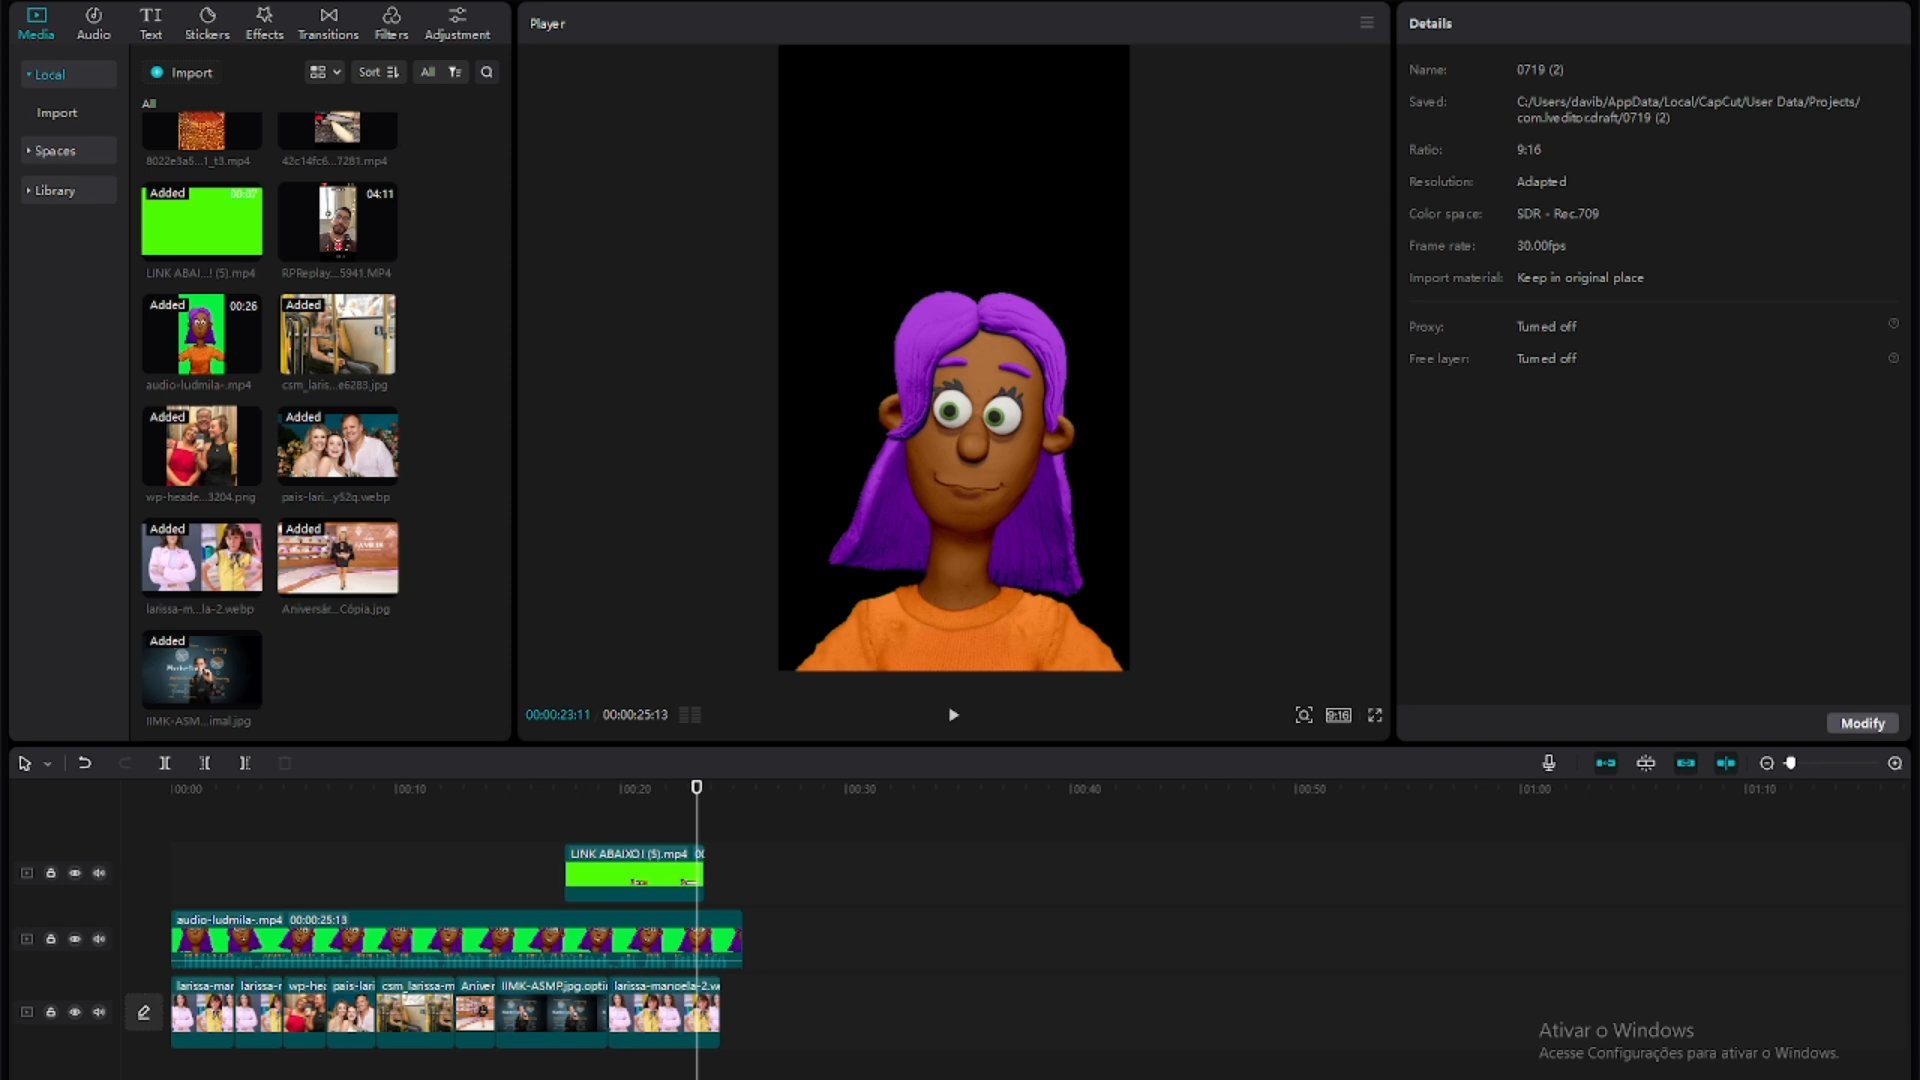 Media Audio Text Stickers Effects Transitions Filters Adjustment
Local
Import
Spaces
Library
Import
Sort
All
All
8022e3a5...1_t3.mp4
42c14fc6...7281.mp4
Added 00:07
LINK ABAI...! (5).mp4
04:11
RPReplay...5941.MP4
Added 00:26
audio-ludmila-.mp4
Added
csm_laris...e6283.jpg
Added
wp-heade...3204.png
Added
pais-lari...y52q.webp
Added
larissa-m...la-2.webp
Added
Aniversár...Cópia.jpg
Added
IIMK-ASM...imal.jpg
Player
00:00:23:11 00:00:25:13
9:16
Details
Name: 0719 (2)
Saved: C:/Users/davib/AppData/Local/CapCut/User Data/Projects/
com.lveditor.draft/0719 (2)
Ratio: 9:16
Resolution: Adapted
Color space: SDR - Rec.709
Frame rate: 30.00fps
Import material: Keep in original place
Proxy: Turned off
Free layer: Turned off
Modify
00:00 00:10 00:20 00:30 00:40 00:50 01:00 01:10
LINK ABAIXO! (5).mp4 00
audio-ludmila-.mp4 00:00:25:13
larissa-mar larissa-r wp-hea pais-lari csm_larissa-m Aniver IIMK-ASMP.jpg.opti larissa-manoela-2.w
Ativar o Windows
Acesse Configurações para ativar o Windows.